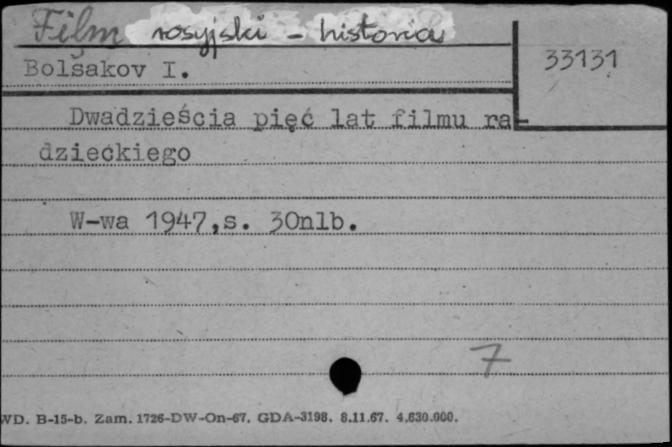 Film rosyjski - historia
33131
Bolšakov I.
Dwadzieścia pięć lat filmu ra-
dzieckiego
W-wa 1947,s. 30nlb.
7
WD. B-15-b. Zam. 1726-DW-On-67. GDA-3198. 8.11.67. 4.630.000.